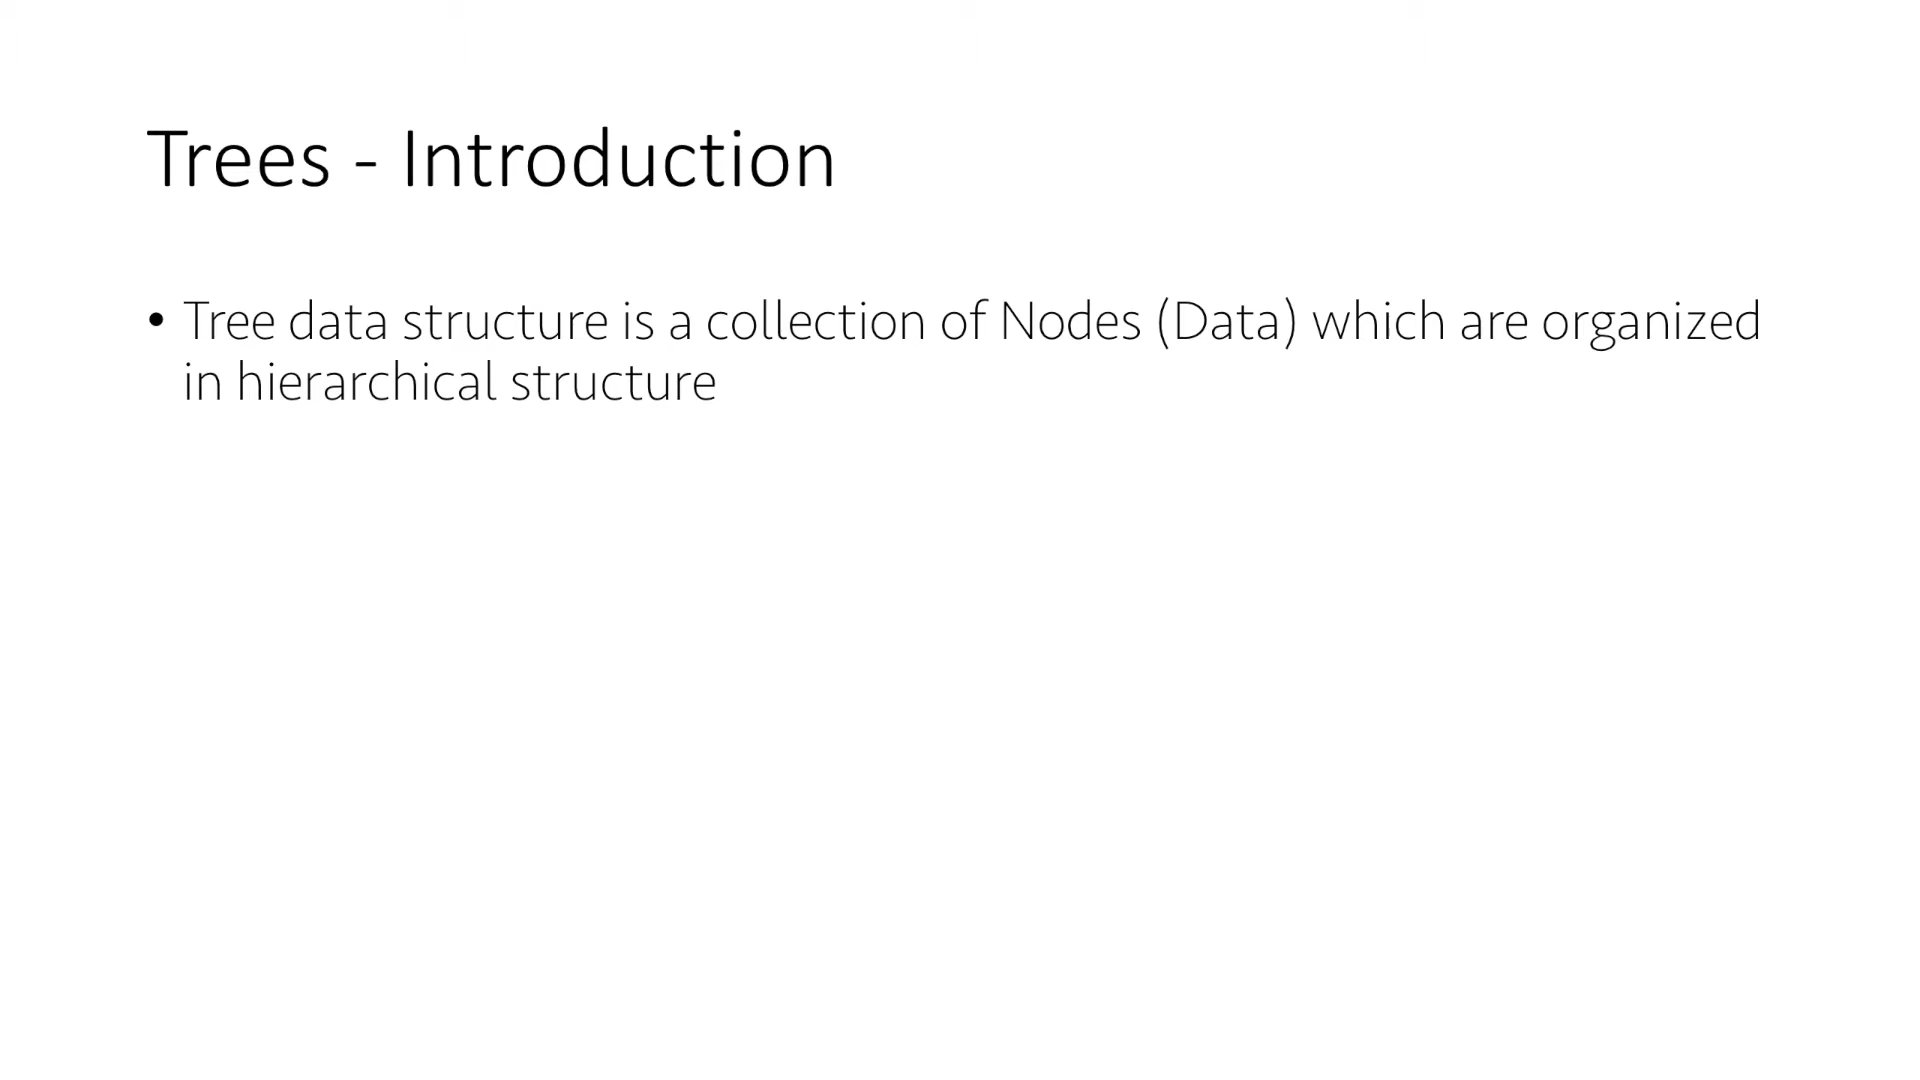 Trees - Introduction
• Tree data structure is a collection of Nodes (Data) which are organized
in hierarchical structure